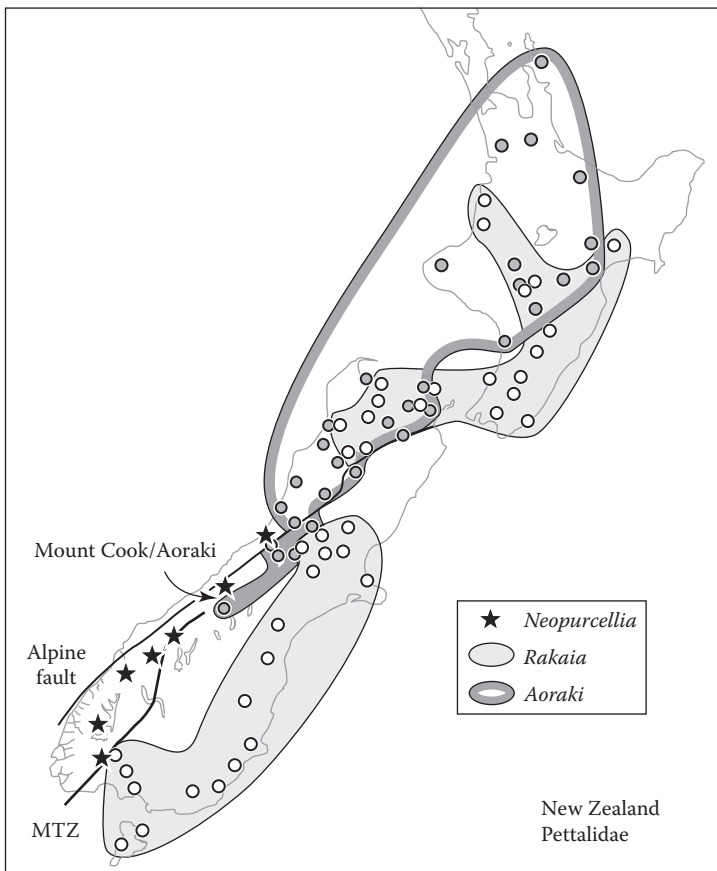 Mount Cook/Aoraki
Alpine
fault
MTZ
Neopurcellia
Rakaia
Aoraki
New Zealand
Pettalidae